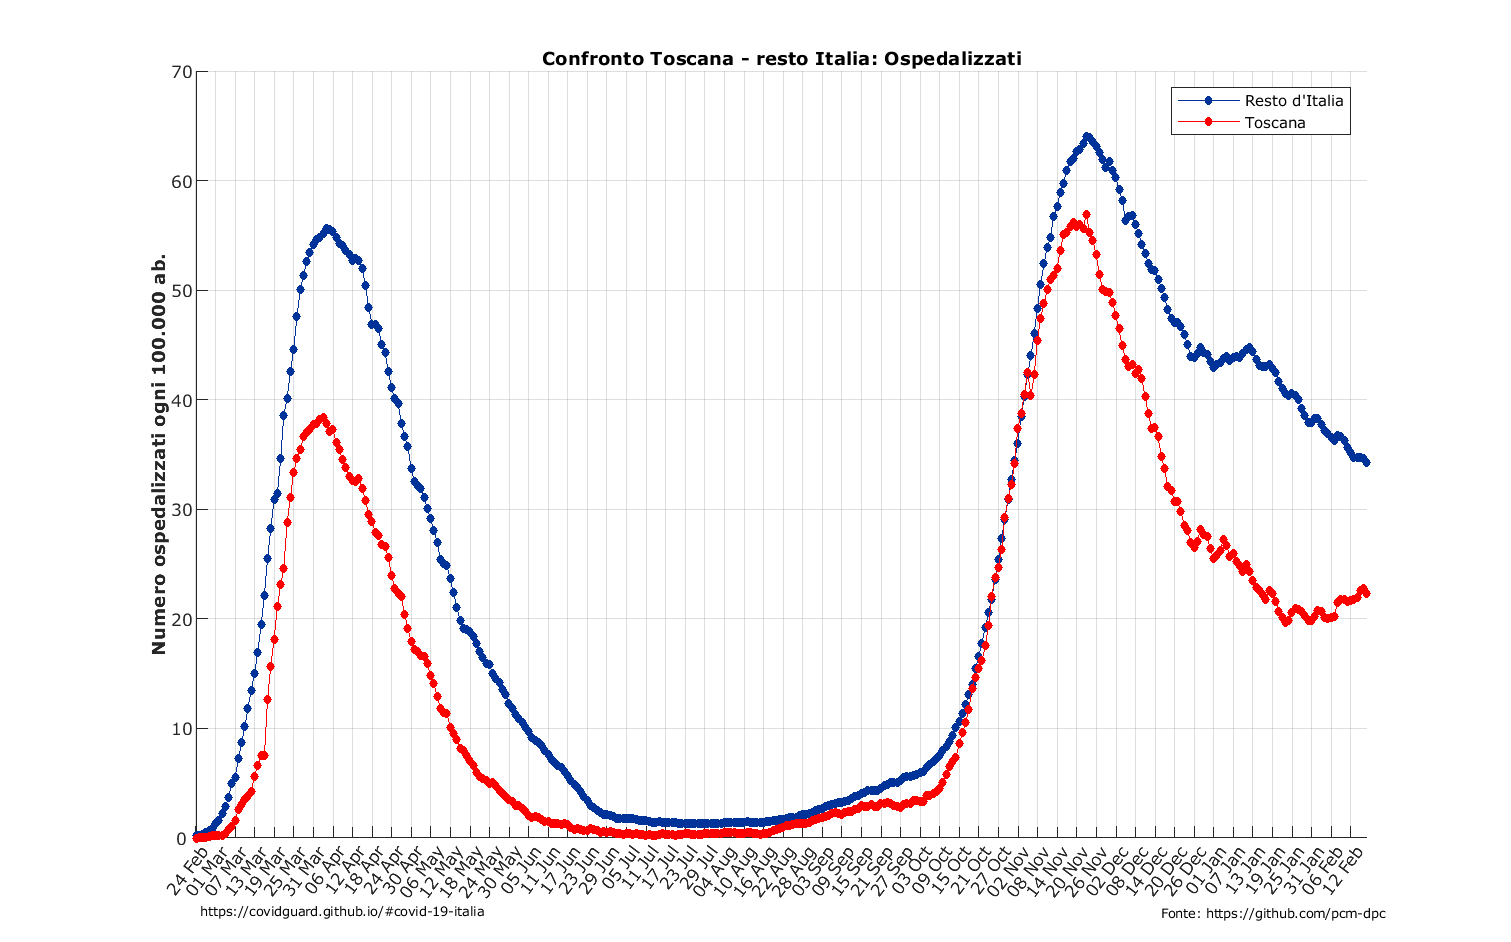 Confronto Toscana - resto Italia: Ospedalizzati
Resto d'Italia
Toscana
Numero ospedalizzati ogni 100.000 ab.
70
60
50
40
30
20
10
0
24 Feb
01 Mar
07 Mar
13 Mar
19 Mar
25 Mar
31 Mar
06 Apr
12 Apr
18 Apr
24 Apr
30 Apr
06 May
12 May
18 May
24 May
30 May
05 Jun
11 Jun
17 Jun
23 Jun
29 Jun
05 Jul
11 Jul
17 Jul
23 Jul
29 Jul
04 Aug
10 Aug
16 Aug
22 Aug
28 Aug
03 Sep
09 Sep
15 Sep
21 Sep
27 Sep
03 Oct
09 Oct
15 Oct
21 Oct
27 Oct
02 Nov
08 Nov
14 Nov
20 Nov
26 Nov
02 Dec
08 Dec
14 Dec
20 Dec
26 Dec
01 Jan
07 Jan
13 Jan
19 Jan
25 Jan
31 Jan
06 Feb
12 Feb
https://covidguard.github.io/#covid-19-italia
Fonte: https://github.com/pcm-dpc